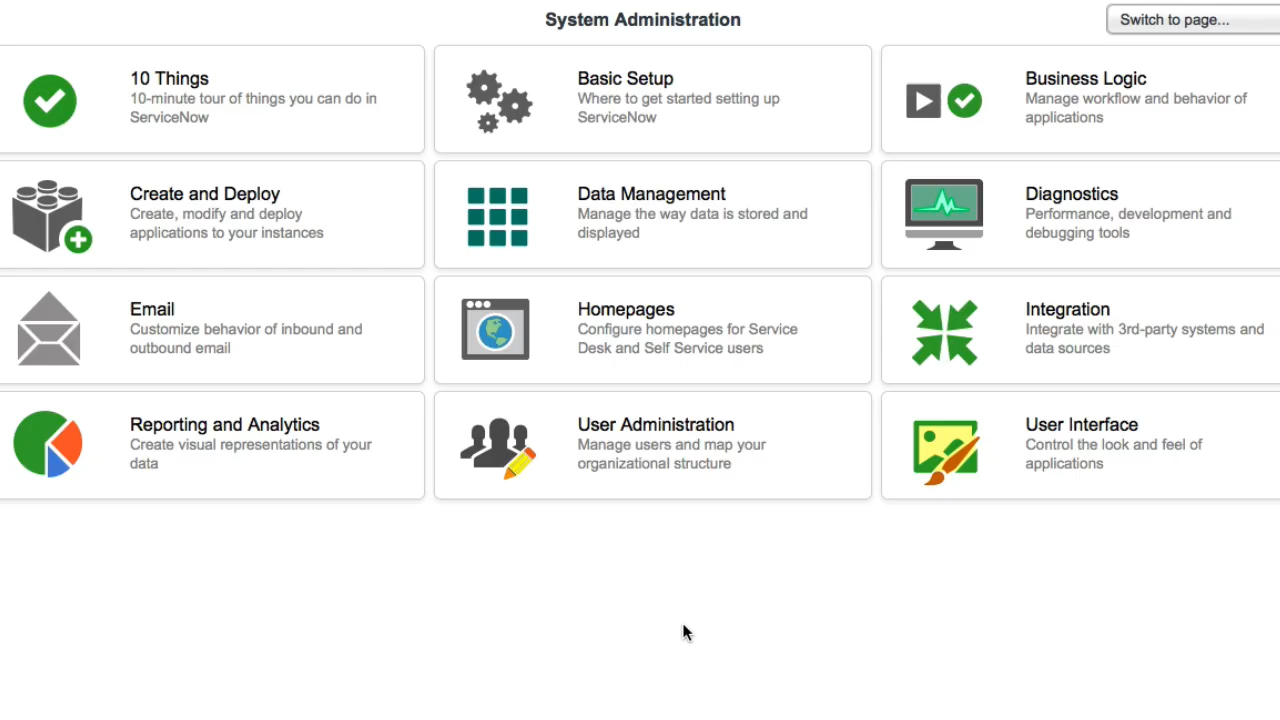 System Administration
Switch to page...
10 Things
10-minute tour of things you can do in
ServiceNow
Basic Setup
Where to get started setting up
ServiceNow
Business Logic
Manage workflow and behavior of
applications
Create and Deploy
Create, modify and deploy
applications to your instances
Data Management
Manage the way data is stored and
displayed
Diagnostics
Performance, development and
debugging tools
Email
Customize behavior of inbound and
outbound email
Homepages
Configure homepages for Service
Desk and Self Service users
Integration
Integrate with 3rd-party systems and
data sources
Reporting and Analytics
Create visual representations of your
data
User Administration
Manage users and map your
organizational structure
User Interface
Control the look and feel of
applications